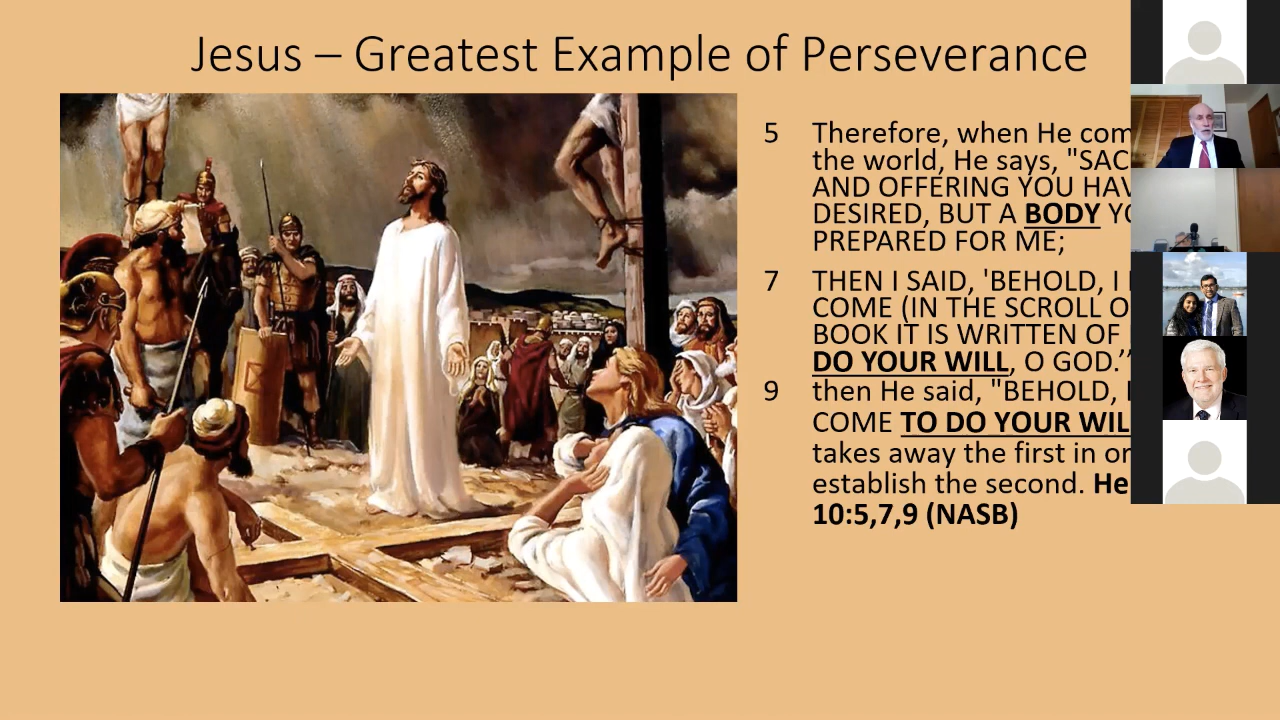 Jesus – Greatest Example of Perseverance
5 Therefore, when He com
the world, He says, "SAC
AND OFFERING YOU HAV
DESIRED, BUT A BODY YO
PREPARED FOR ME;
7 THEN I SAID, 'BEHOLD, I
COME (IN THE SCROLL O
BOOK IT IS WRITTEN OF
DO YOUR WILL, O GOD.’’
9 then He said, "BEHOLD, I
COME TO DO YOUR WIL
takes away the first in or
establish the second. He
10:5,7,9 (NASB)